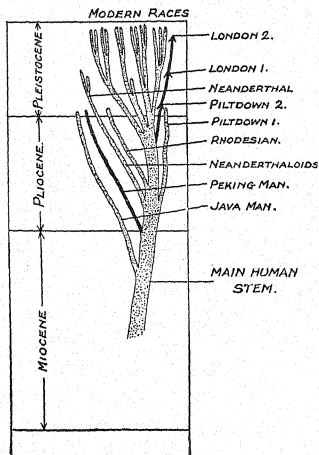 MODERN RACES
LONDON 2.
LONDON 1.
NEANDERTHAL
PILTDOWN 2.
PILTDOWN 1.
RHODESIAN.
NEANDERTHALOIDS
PEKING MAN.
JAVA MAN.
MAIN HUMAN
STEM.
PLEISTOCENE
PLIOCENE
MIOCENE